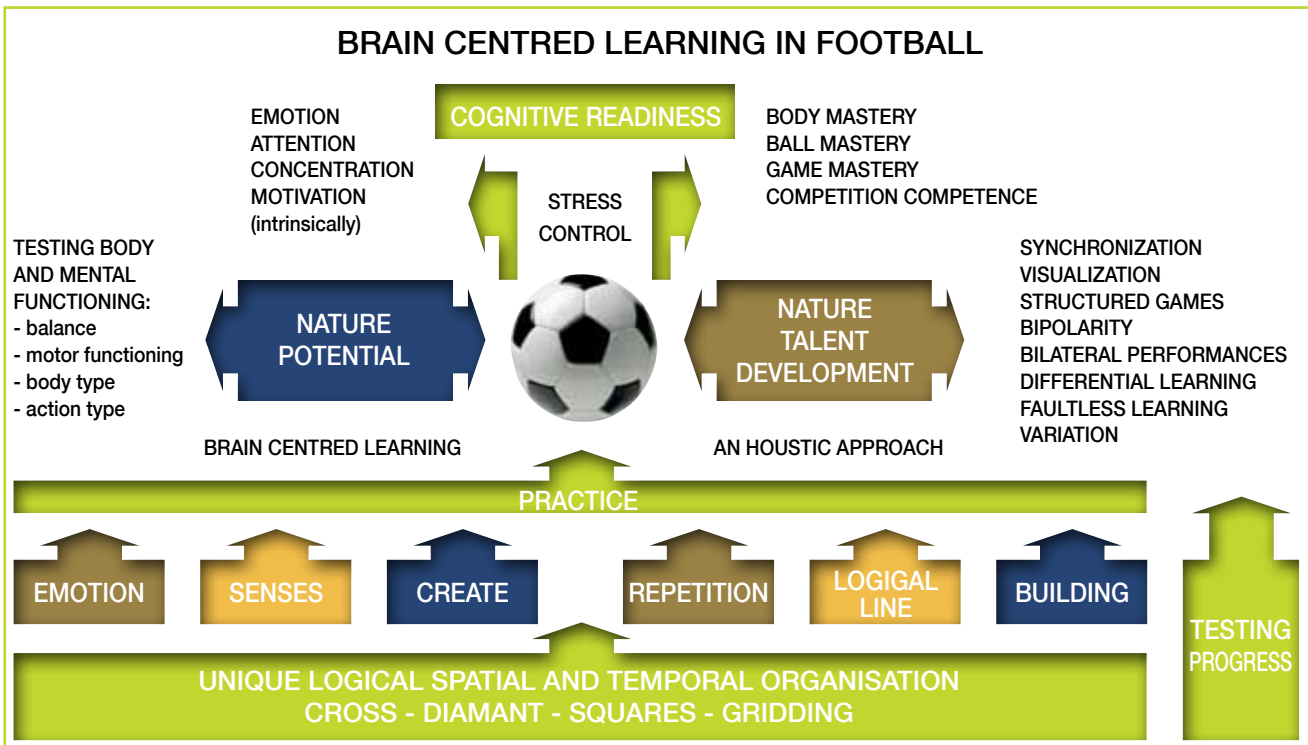 BRAIN CENTRED LEARNING IN FOOTBALL
COGNITIVE READINESS
EMOTION
ATTENTION
CONCENTRATION
MOTIVATION
(intrinsically)
STRESS
CONTROL
BODY MASTERY
BALL MASTERY
GAME MASTERY
COMPETITION COMPETENCE
TESTING BODY
AND MENTAL
FUNCTIONING:
- balance
- motor functioning
- body type
- action type
NATURE
POTENTIAL
NATURE
TALENT
DEVELOPMENT
SYNCHRONIZATION
VISUALIZATION
STRUCTURED GAMES
BIPOLARITY
BILATERAL PERFORMANCES
DIFFERENTIAL LEARNING
FAULTLESS LEARNING
VARIATION
BRAIN CENTRED LEARNING
AN HOUSTIC APPROACH
PRACTICE
EMOTION
SENSES
CREATE
REPETITION
LOGIGAL
LINE
BUILDING
TESTING
PROGRESS
UNIQUE LOGICAL SPATIAL AND TEMPORAL ORGANISATION
CROSS - DIAMANT - SQUARES - GRIDDING